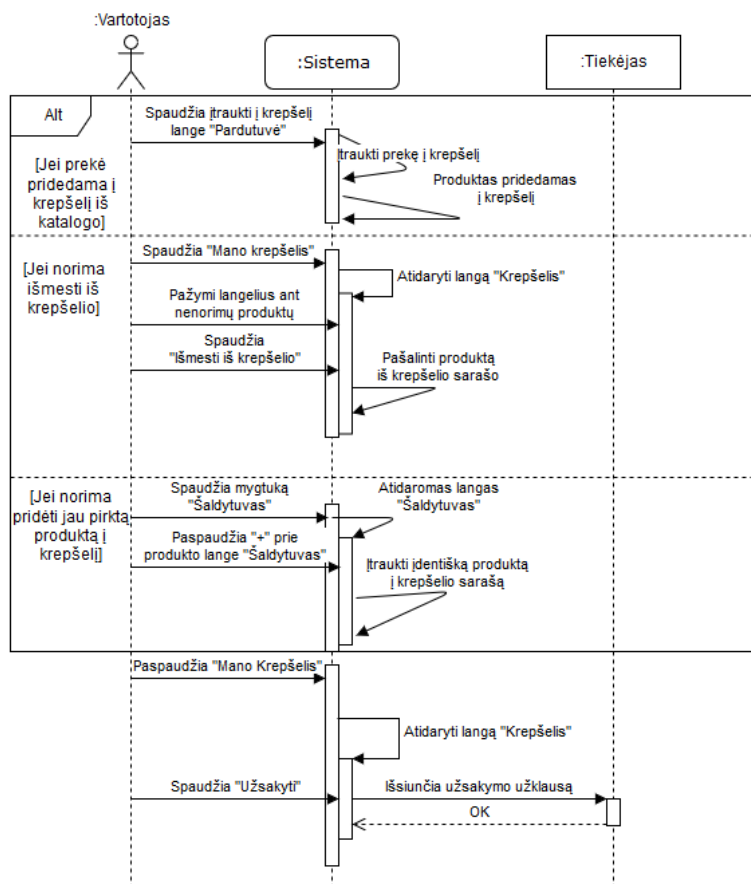 :Vartotojas
:Sistema
:Tiekėjas
Alt
Spaudžia įtraukti į krepšelį
lange "Pardutuvė"
Įtraukti prekę į krepšelį
[Jei prekė
pridedama į
krepšelį iš
katalogo]
Produktas pridedamas
į krepšelį
Spaudžia "Mano krepšelis"
[Jei norima
išmesti iš
krepšelio]
Atidaryti langą "Krepšelis"
Pažymi langelius ant
nenorimų produktų
Spaudžia
"Išmesti iš krepšelio"
Pašalinti produktą
iš krepšelio sarašo
[Jei norima
pridėti jau pirktą
produktą į
krepšelį]
Spaudžia mygtuką
"Šaldytuvas"
Atidaromas langas
"Šaldytuvas"
Paspaudžia "+" prie
produkto lange "Šaldytuvas"
Įtraukti įdentišką produktą
į krepšelio sarašą
Paspaudžia "Mano Krepšelis"
Atidaryti langą "Krepšelis"
Spaudžia "Užsakyti"
Išsiunčia užsakymo užklausą
OK